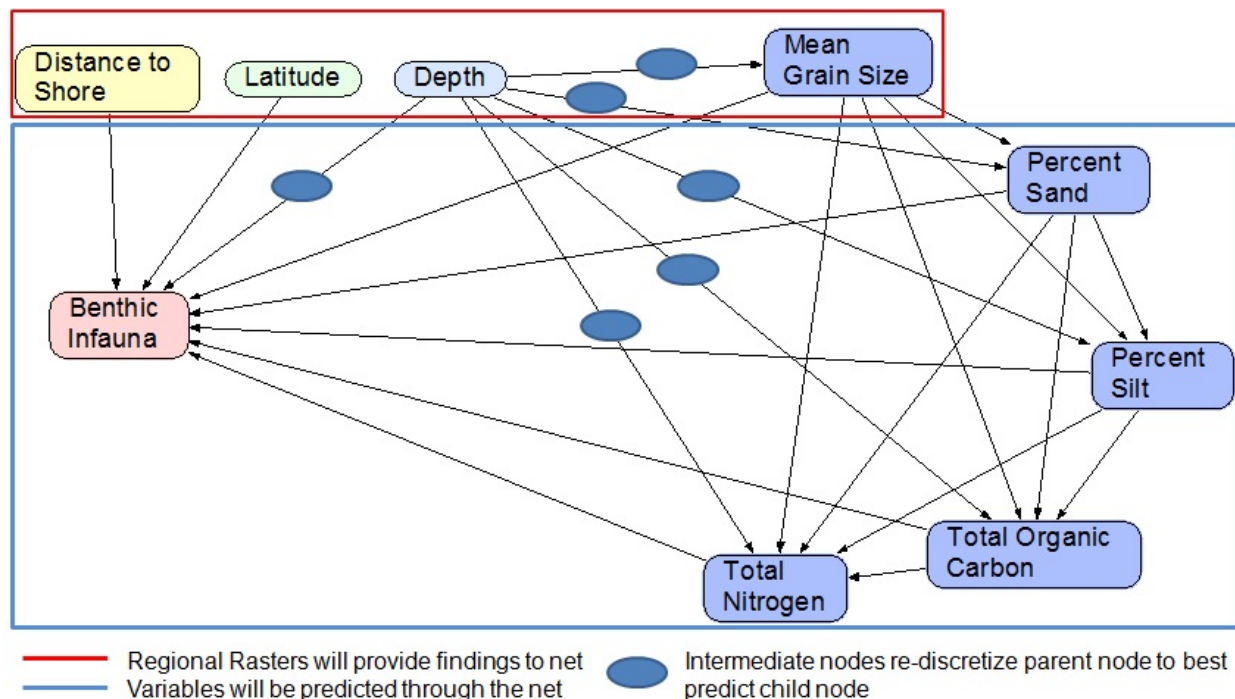 Distance to
Shore
Latitude
Depth
Mean
Grain Size
Percent
Sand
Benthic
Infauna
Percent
Silt
Total Organic
Carbon
Total
Nitrogen
Regional Rasters will provide findings to net
Variables will be predicted through the net
Intermediate nodes re-discretize parent node to best
predict child node